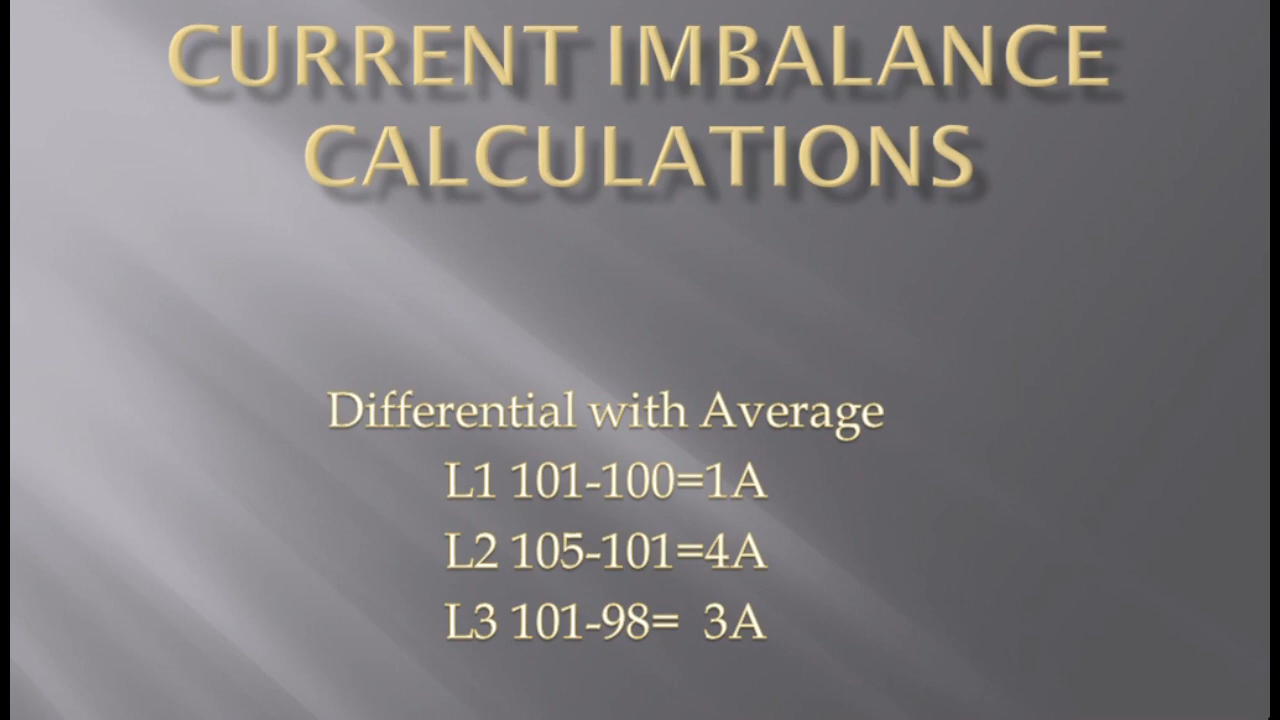 CURRENT IMBALANCE
CALCULATIONS
Differential with Average
L1 101-100=1A
L2 105-101=4A
L3 101-98= 3A